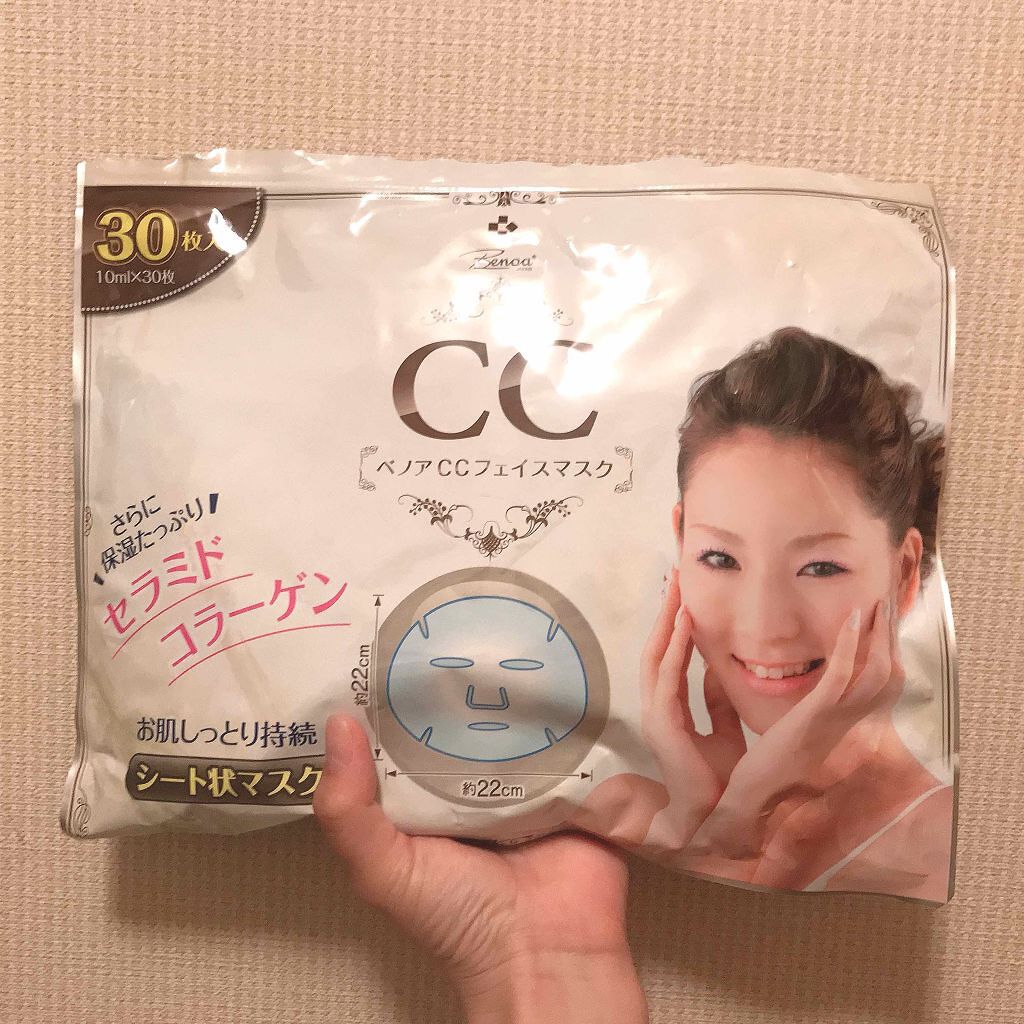 30枚入
10ml×30枚
Benoa
CC
ベノアCCフェイスマスク
さらに
保湿たっぷり
セラミド
コラーゲン
約22cm
約22cm
お肌しっとり持続
シート状マスク